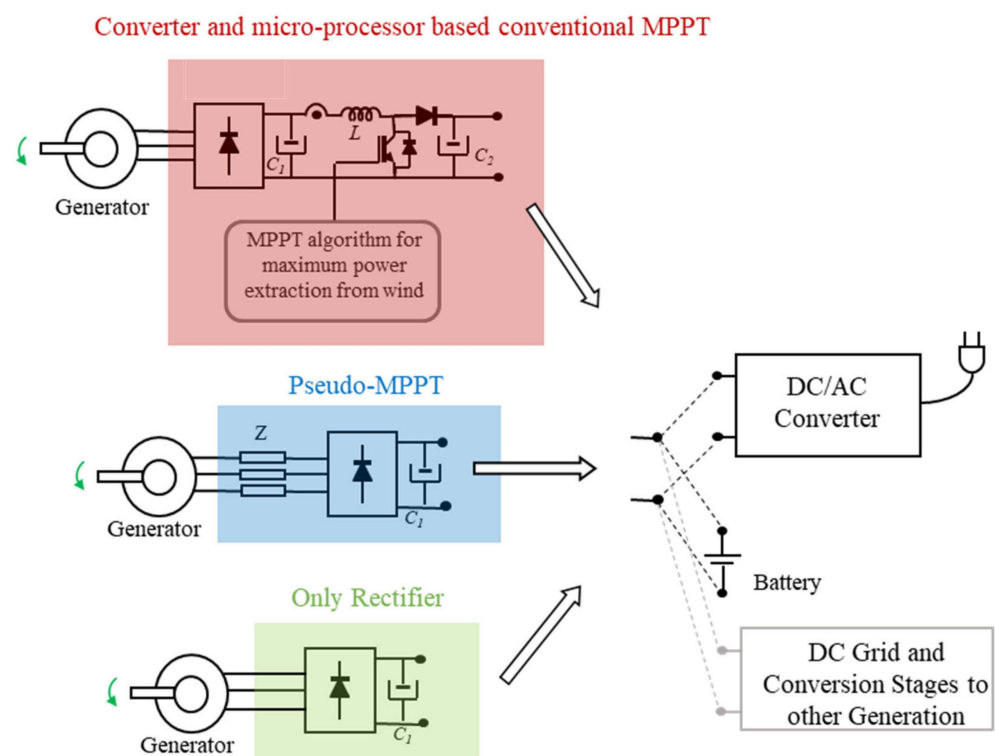 Converter and micro-processor based conventional MPPT
L
C1
C2
Generator
MPPT algorithm for
maximum power
extraction from wind
Pseudo-MPPT
DC/AC
Converter
Z
C1
Generator
Battery
Only Rectifier
DC Grid and
Conversion Stages to
other Generation
C1
Generator